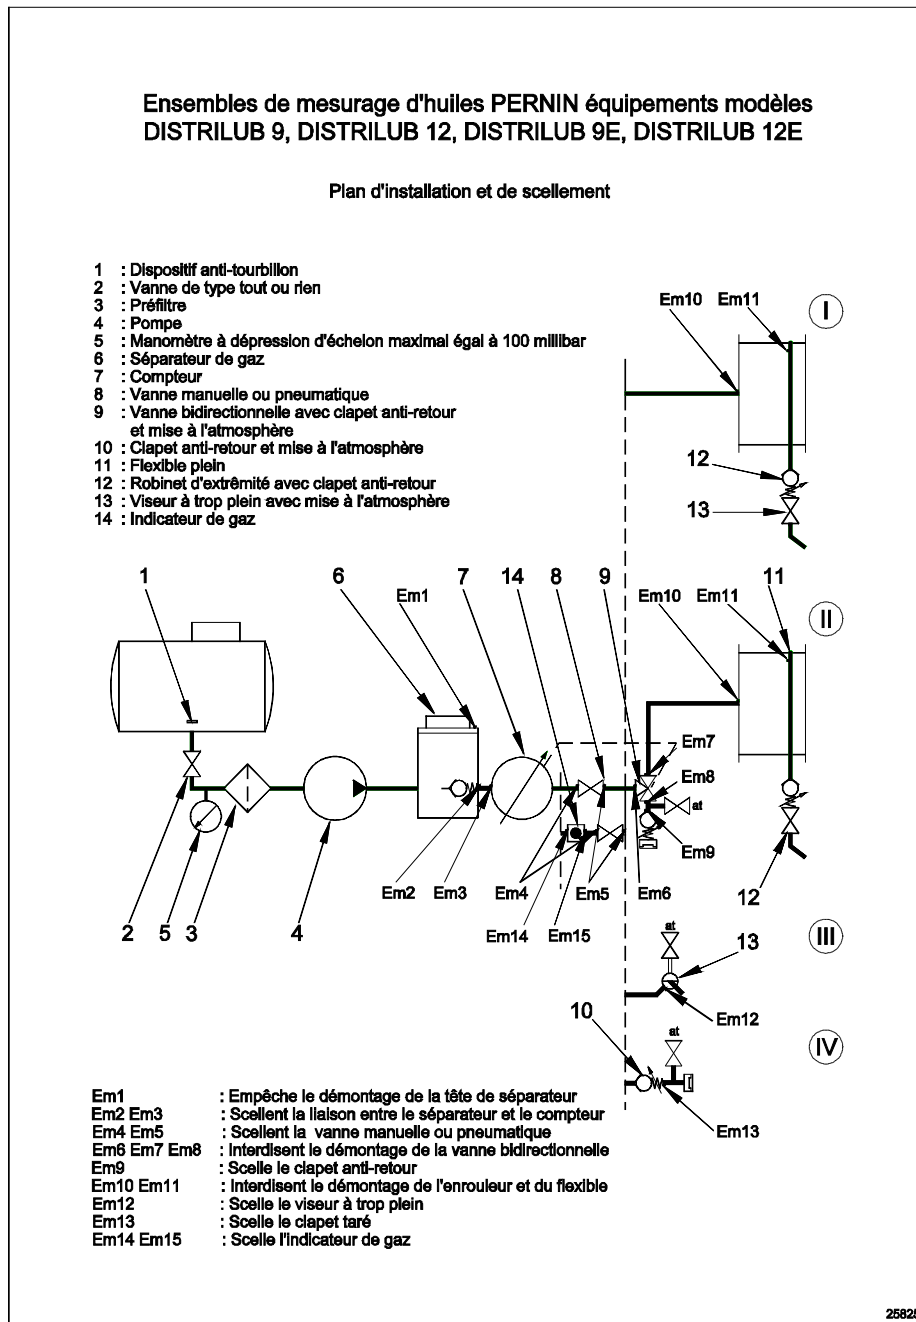 Ensembles de mesurage d'huiles PERNIN équipements modèles
DISTRILUB 9, DISTRILUB 12, DISTRILUB 9E, DISTRILUB 12E
Plan d'installation et de scellement
1 : Dispositif anti-tourbillon
2 : Vanne de type tout ou rien
3 : Préfiltre
4 : Pompe
5 : Manomètre à dépression d'échelon maximal égal à 100 millibar
6 : Séparateur de gaz
7 : Compteur
8 : Vanne manuelle ou pneumatique
9 : Vanne bidirectionnelle avec clapet anti-retour
et mise à l'atmosphère
10 : Clapet anti-retour et mise à l'atmosphère
11 : Flexible plein
12 : Robinet d'extrêmité avec clapet anti-retour
13 : Viseur à trop plein avec mise à l'atmosphère
14 : Indicateur de gaz
Em10 Em11 I
12
13
1 6 7 14 8 9 11
Em1 Em10 Em11 II
Em7
Em8
at
Em9
Em2 Em3 Em4 Em5 Em6 12
2 5 3 4 Em14 Em15
at 13 III
Em12
10 at IV
Em13
Em1 : Empêche le démontage de la tête de séparateur
Em2 Em3 : Scellent la liaison entre le séparateur et le compteur
Em4 Em5 : Scellent la vanne manuelle ou pneumatique
Em6 Em7 Em8 : Interdisent le démontage de la vanne bidirectionnelle
Em9 : Scelle le clapet anti-retour
Em10 Em11 : Interdisent le démontage de l'enrouleur et du flexible
Em12 : Scelle le viseur à trop plein
Em13 : Scelle le clapet taré
Em14 Em15 : Scelle l'indicateur de gaz
25825